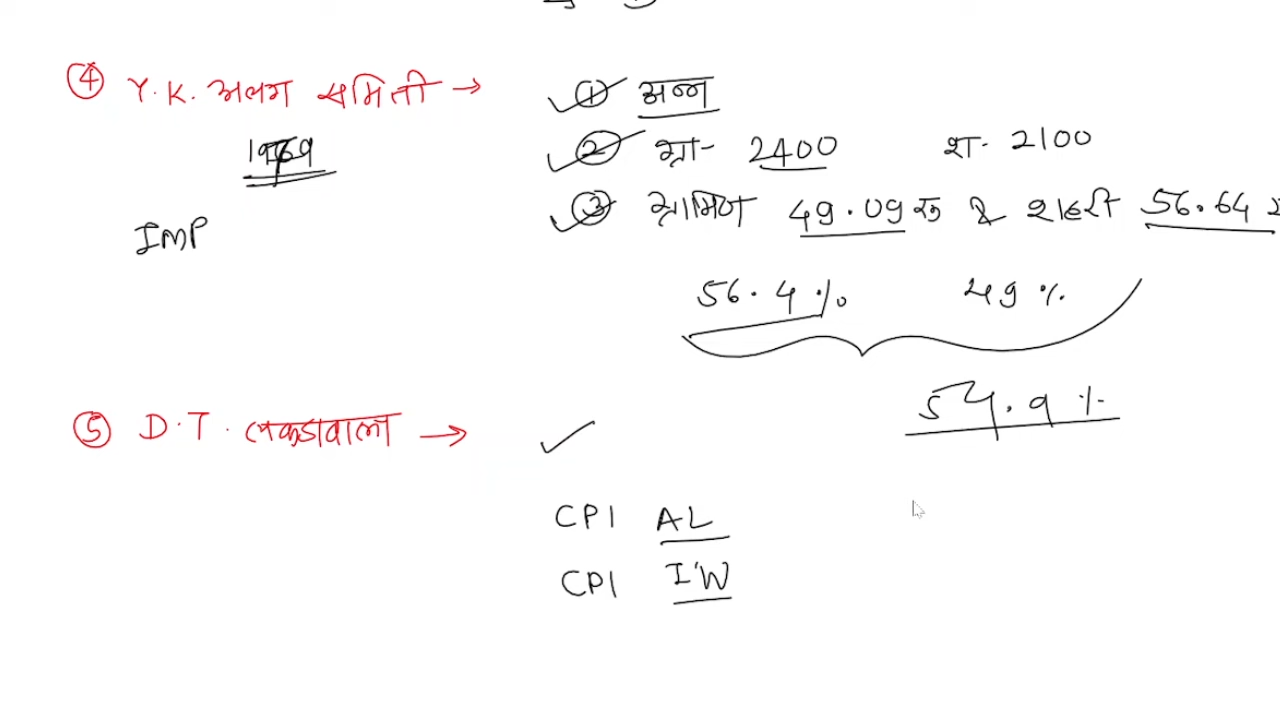 ④ Y. K. अलग समिती →
① अन्न
② ग्रा- 2400 श- 2100
1979
③ ग्रामिण 49.09 रु व शहरी 56.64
IMP
56.4 % 49 %
54.9 %
⑤ D.T. लकडावाला →
CPI AL
CPI IW